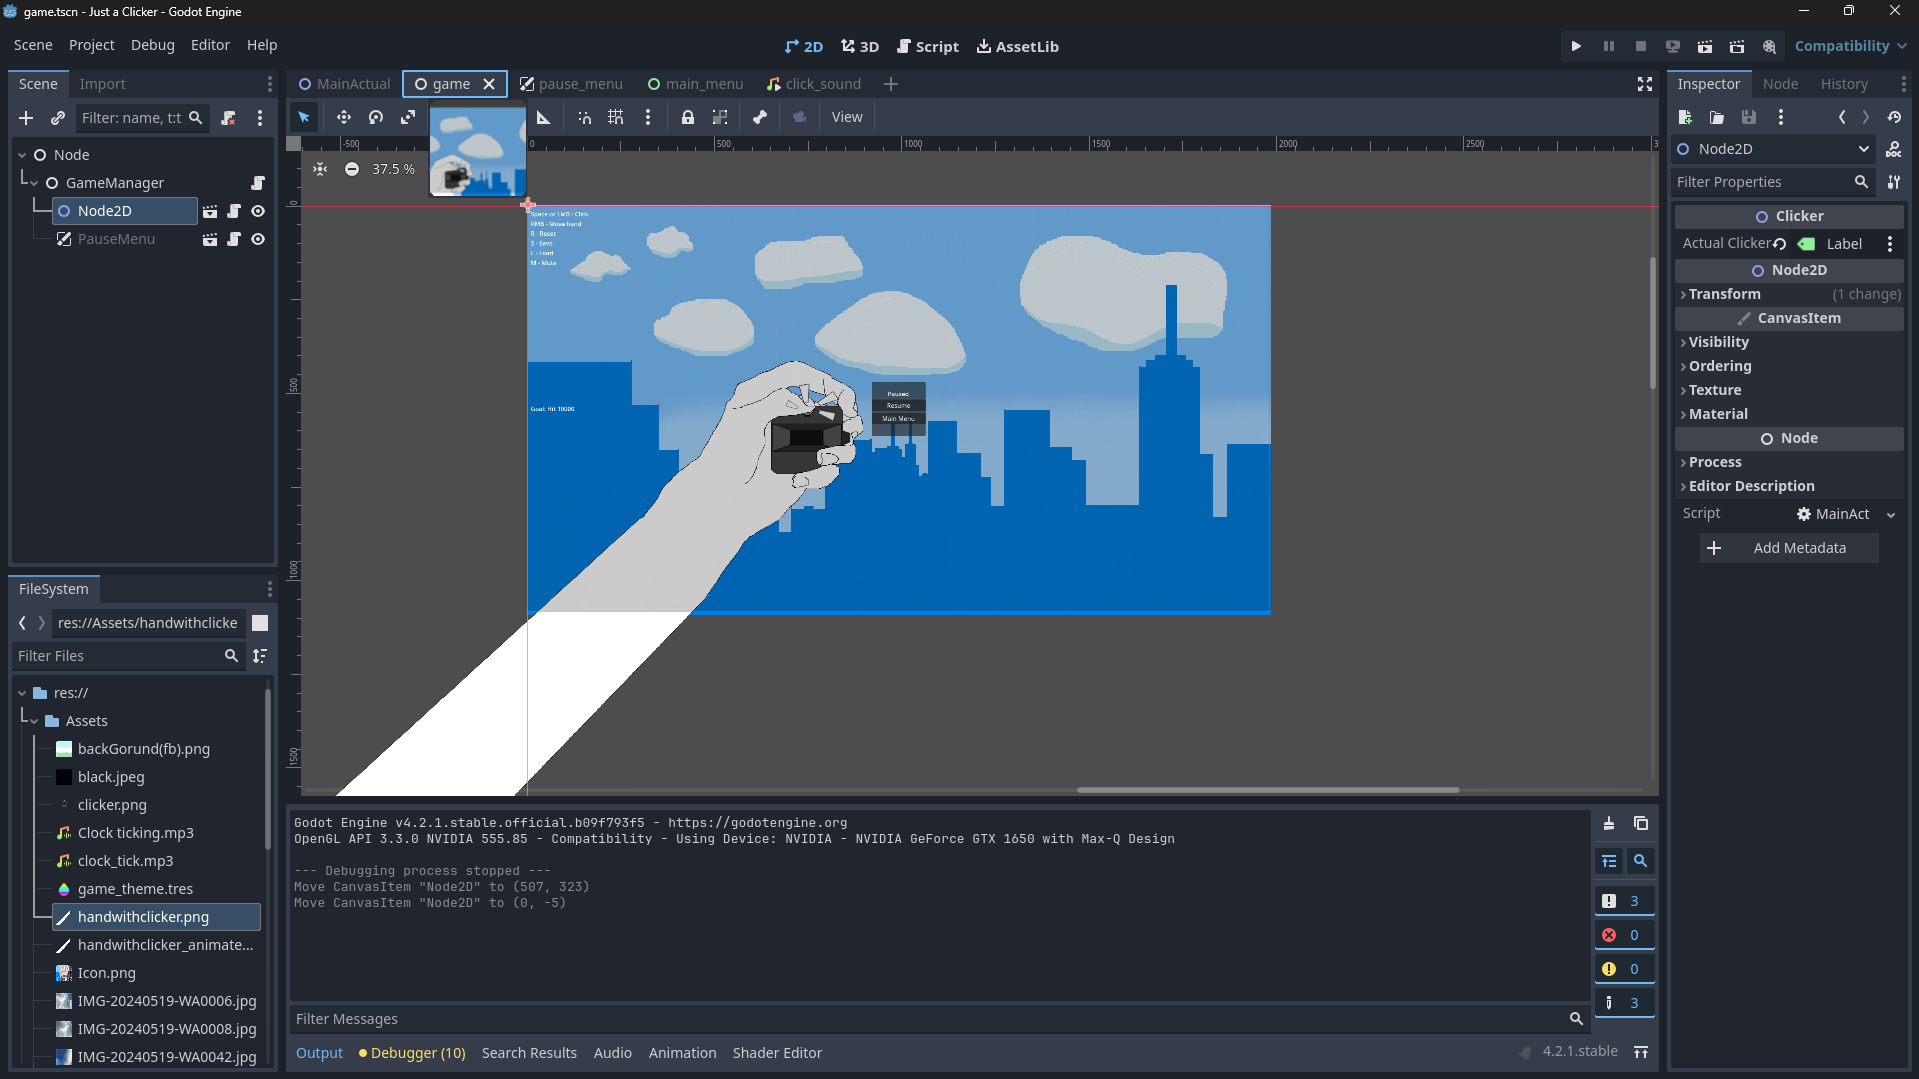 game.tscn - Just a Clicker - Godot Engine
Scene Project Debug Editor Help
2D 3D Script AssetLib
Compatibility
Scene Import
MainActual game pause_menu main_menu click_sound
Inspector Node History
Filter: name, t:t
View
Node
GameManager
Node2D
PauseMenu
37.5 %
-500 0 500 1000 1500 2000 2500 3
0
500
1000
1500
Space or LMB - Click
RMB - Move hand
R - Reset
S - Save
L - Load
M - Mute
Goal: Hit 10000
Paused
Resume
Main Menu
Node2D
Filter Properties
Clicker
Actual Clicker Label
Node2D
Transform (1 change)
CanvasItem
Visibility
Ordering
Texture
Material
Node
Process
Editor Description
Script MainAct
Add Metadata
FileSystem
res://Assets/handwithclicke
Filter Files
res://
Assets
backGorund(fb).png
black.jpeg
clicker.png
Clock ticking.mp3
clock_tick.mp3
game_theme.tres
handwithclicker.png
handwithclicker_animate...
Icon.png
IMG-20240519-WA0006.jpg
IMG-20240519-WA0008.jpg
IMG-20240519-WA0042.jpg
Godot Engine v4.2.1.stable.official.b09f793f5 - https://godotengine.org
OpenGL API 3.3.0 NVIDIA 555.85 - Compatibility - Using Device: NVIDIA - NVIDIA GeForce GTX 1650 with Max-Q Design
--- Debugging process stopped ---
Move CanvasItem "Node2D" to (507, 323)
Move CanvasItem "Node2D" to (0, -5)
3
0
0
3
Filter Messages
Output Debugger (10) Search Results Audio Animation Shader Editor
4.2.1.stable